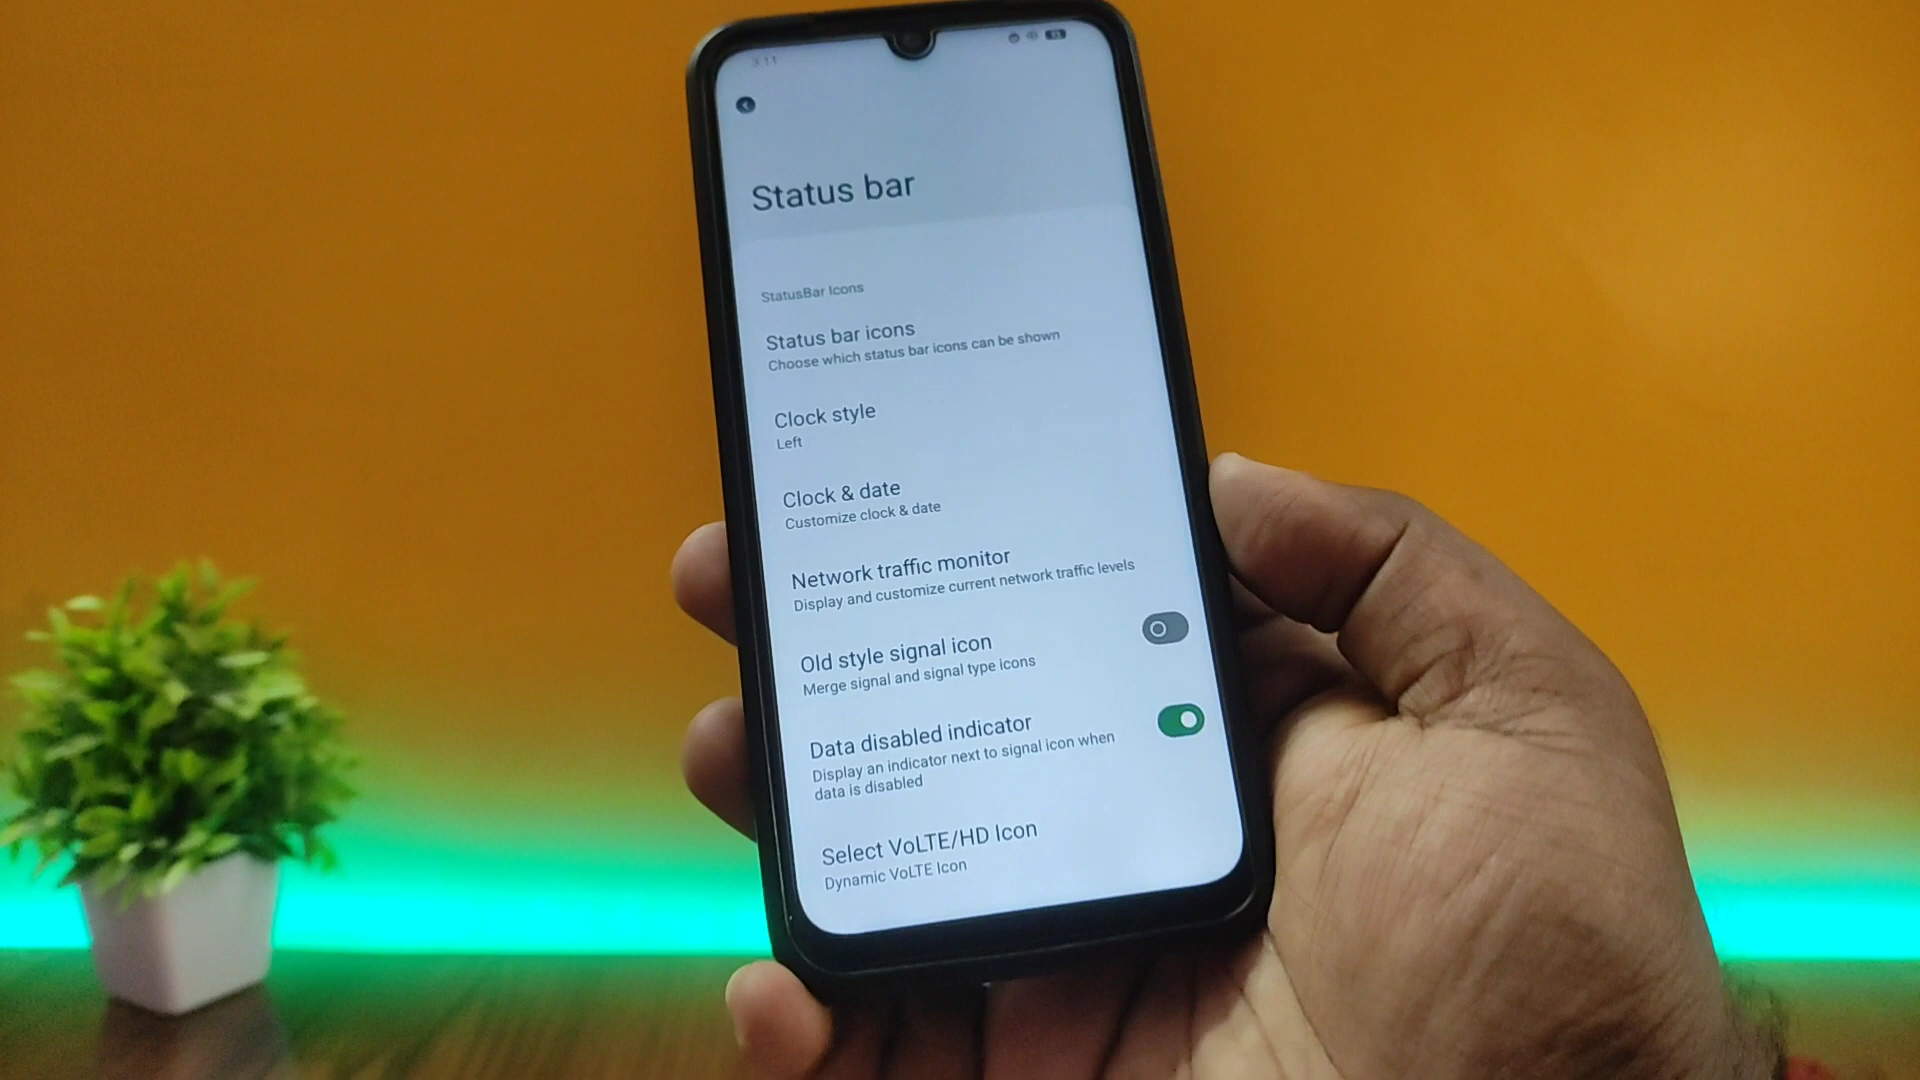 3:11
Status bar
StatusBar Icons
Status bar icons
Choose which status bar icons can be shown
Clock style
Left
Clock & date
Customize clock & date
Network traffic monitor
Display and customize current network traffic levels
Old style signal icon
Merge signal and signal type icons
Data disabled indicator
Display an indicator next to signal icon when
data is disabled
Select VoLTE/HD Icon
Dynamic VoLTE Icon